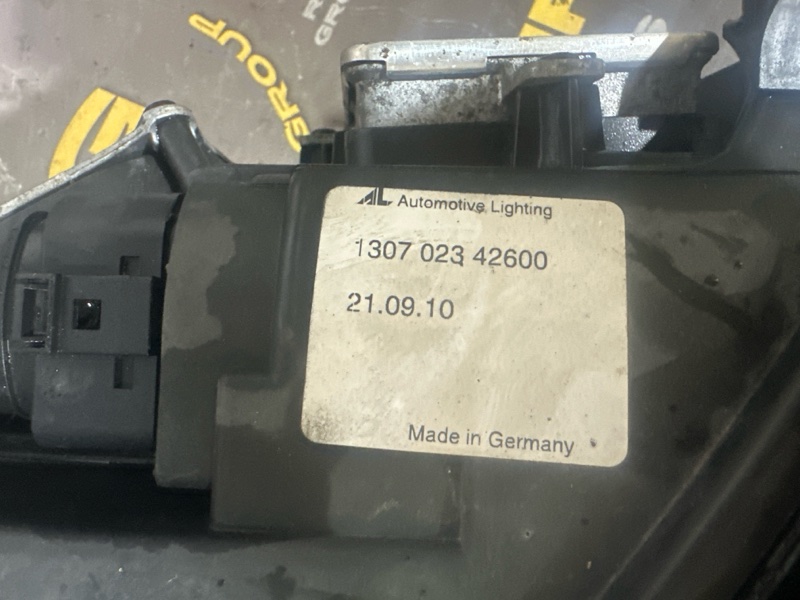 GROUP
AL Automotive Lighting
1307 023 42600
21.09.10
Made in Germany